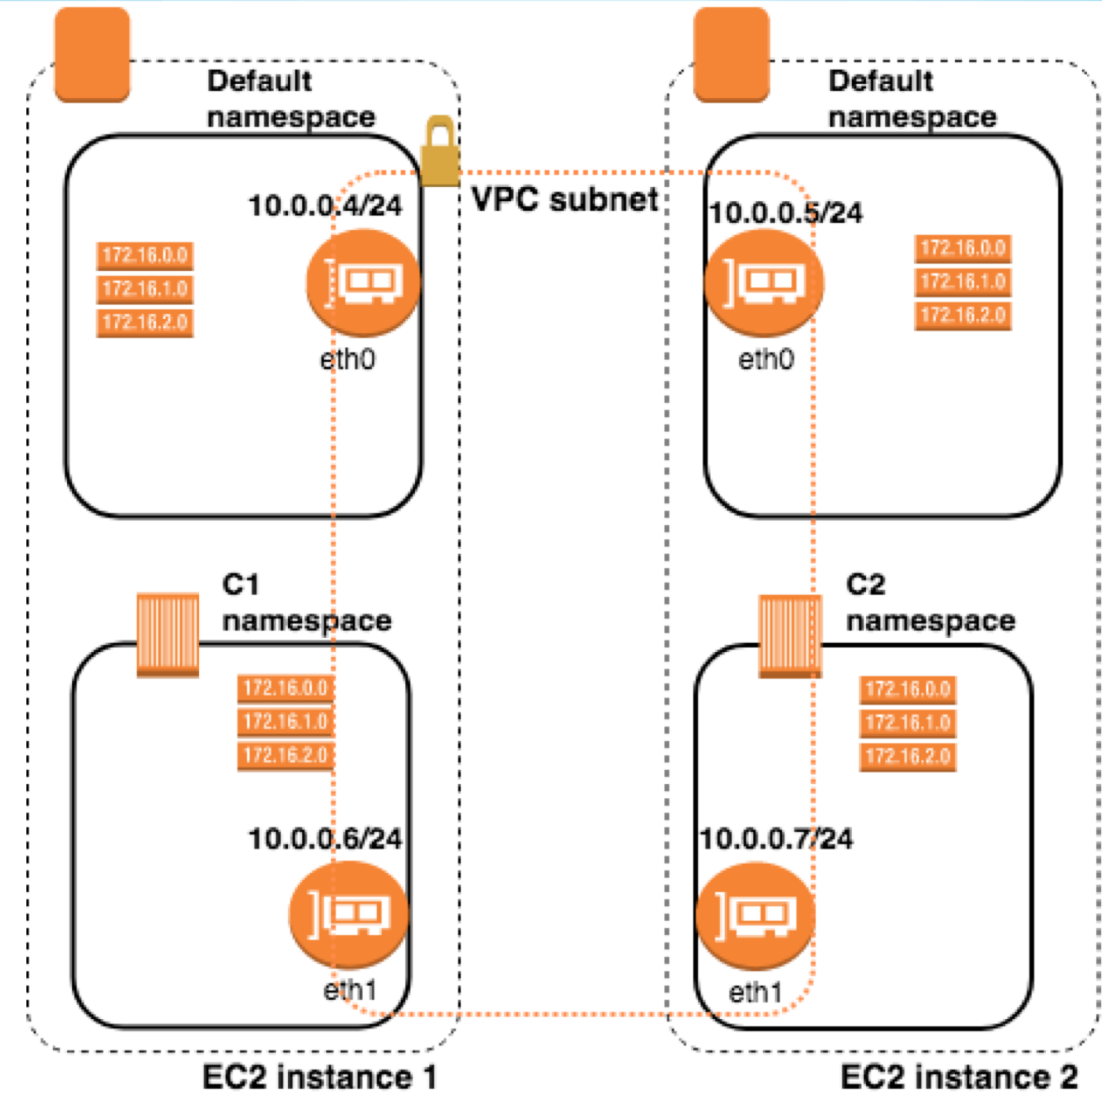 Default
namespace
10.0.0.4/24
172.16.0.0
172.16.1.0
172.16.2.0
eth0
VPC subnet
Default
namespace
10.0.0.5/24
172.16.0.0
172.16.1.0
172.16.2.0
eth0
C1
namespace
172.16.0.0
172.16.1.0
172.16.2.0
10.0.0.6/24
eth1
EC2 instance 1
C2
namespace
172.16.0.0
172.16.1.0
172.16.2.0
10.0.0.7/24
eth1
EC2 instance 2